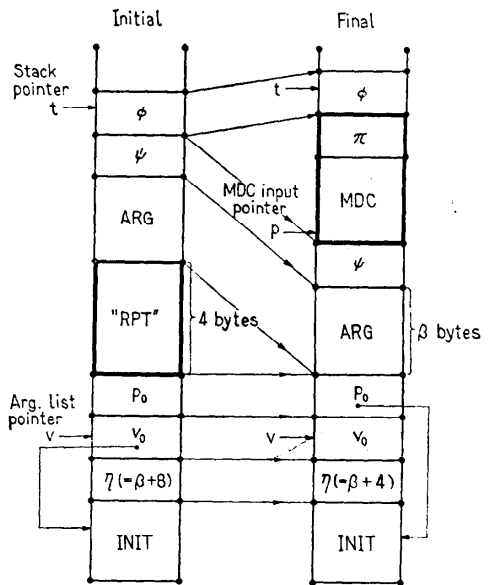 Initial
Final
Stack pointer
t
t
φ
φ
ψ
π
MDC input pointer
p
MDC
ARG
ψ
"RPT"
4 bytes
ARG
β bytes
p₀
p₀
Arg. list pointer
v
v₀
v
v₀
η(-β+8)
η(-β+4)
INIT
INIT